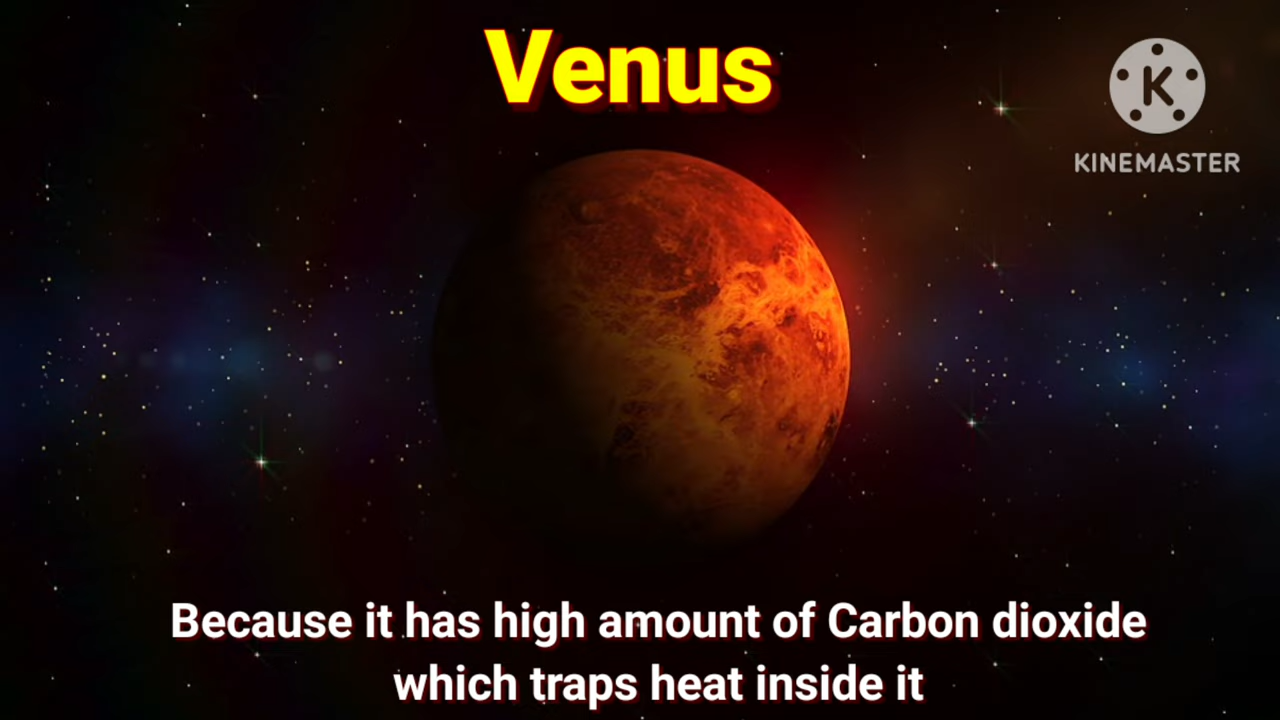 Venus
K
KINEMASTER
Because it has high amount of Carbon dioxide
which traps heat inside it